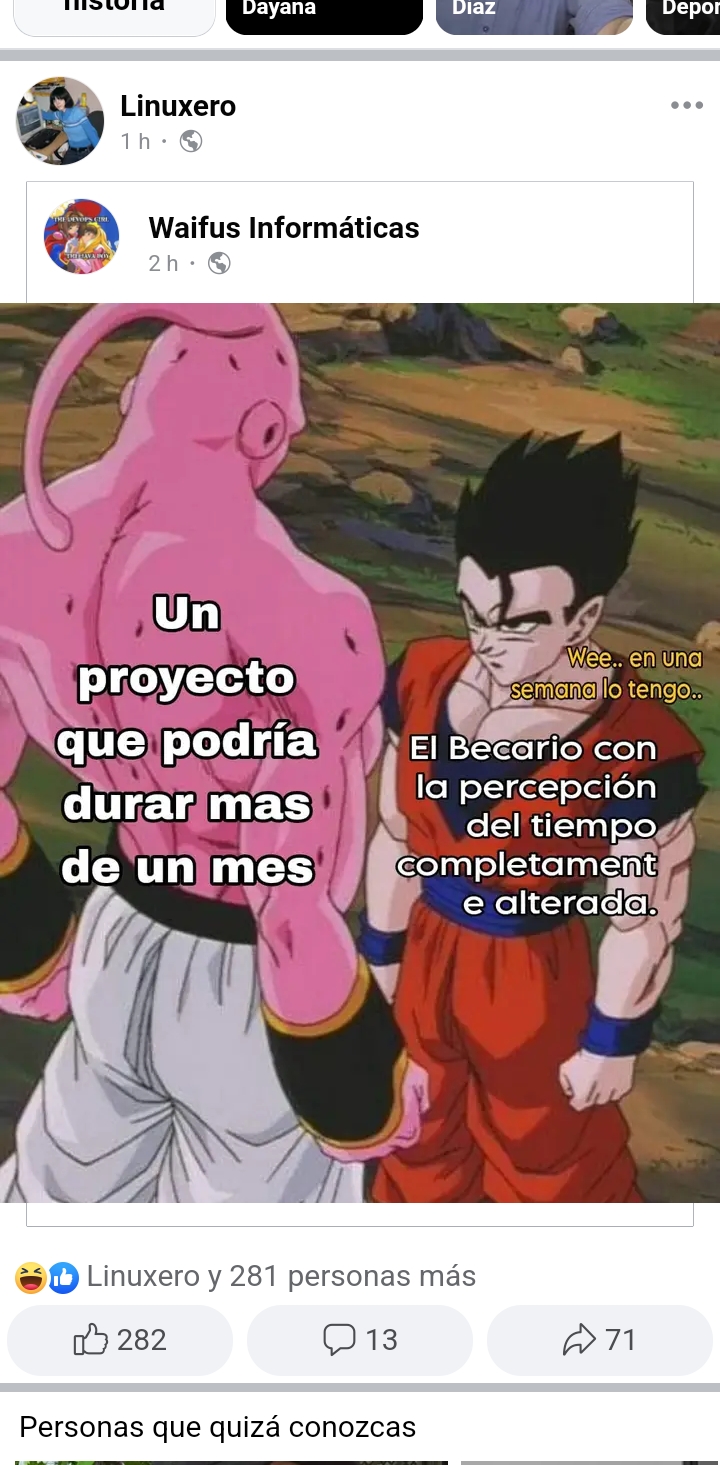 historia
Dayana
Díaz
Depor
Linuxero
1 h
Waifus Informáticas
2 h
Un
proyecto
que podría
durar mas
de un mes
Wee.. en una
semana lo tengo..
El Becario con
la percepción
del tiempo
completament
e alterada.
Linuxero y 281 personas más
282
13
71
Personas que quizá conozcas